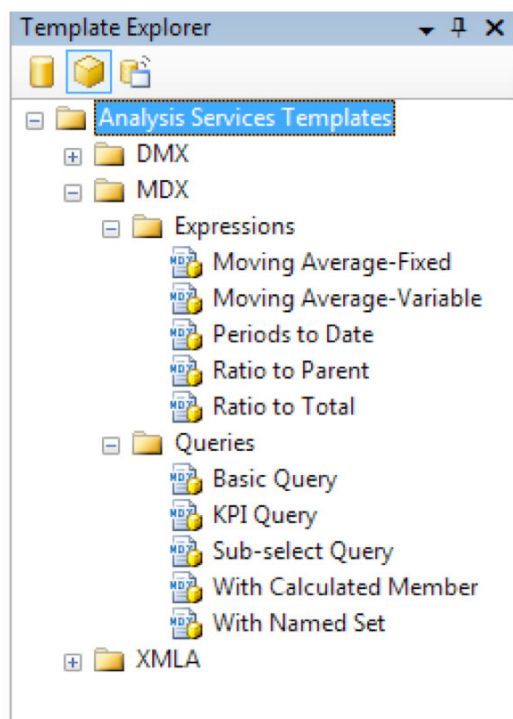 Template Explorer
Analysis Services Templates
DMX
MDX
Expressions
Moving Average-Fixed
Moving Average-Variable
Periods to Date
Ratio to Parent
Ratio to Total
Queries
Basic Query
KPI Query
Sub-select Query
With Calculated Member
With Named Set
XMLA